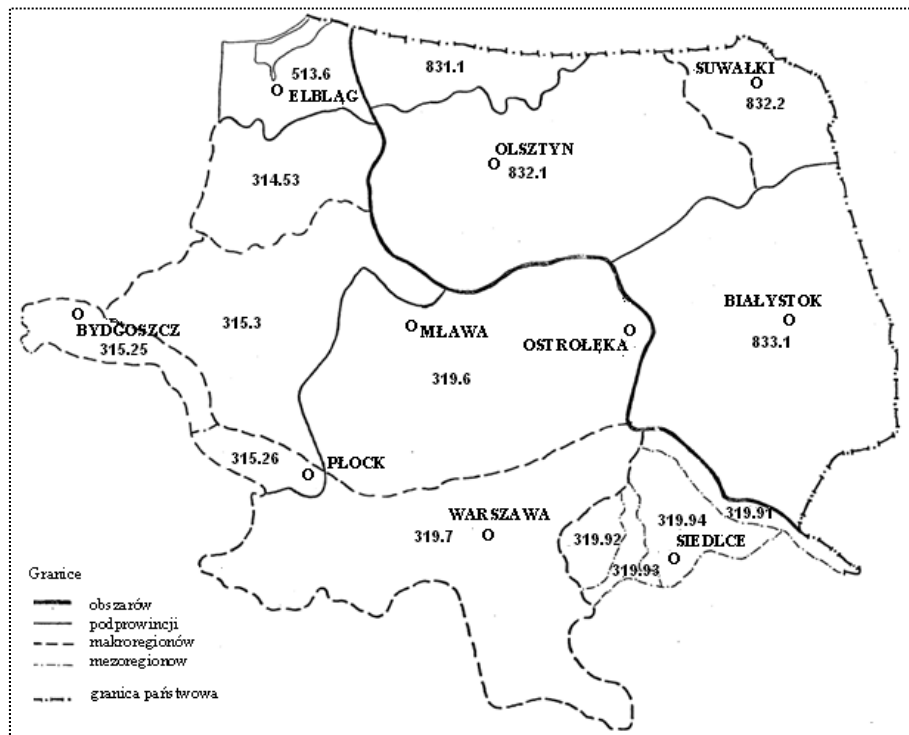 513.6
ELBLĄG
831.1
SUWAŁKI
832.2
OLSZTYN
832.1
314.53
BYDGOSZCZ
315.25
315.3
MŁAWA
OSTROŁĘKA
BIAŁYSTOK
833.1
319.6
315.26
PŁOCK
WARSZAWA
319.7
319.92
319.93
319.94
319.91
SIEDLCE
Granice
obszarów
podprowincji
makroregionów
mezoregionow
granica państwowa